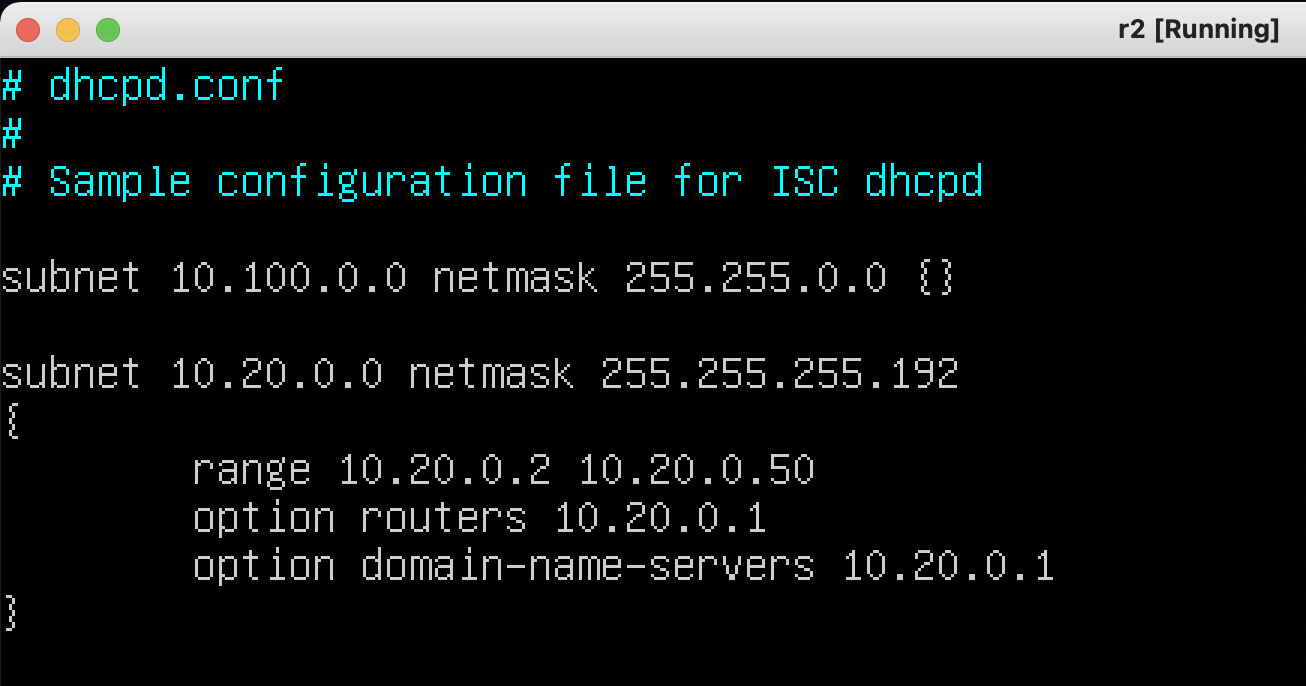 r2 [Running]
# dhcpd.conf
#
# Sample configuration file for ISC dhcpd
subnet 10.100.0.0 netmask 255.255.0.0 {}
subnet 10.20.0.0 netmask 255.255.255.192
{
range 10.20.0.2 10.20.0.50
option routers 10.20.0.1
option domain-name-servers 10.20.0.1
}